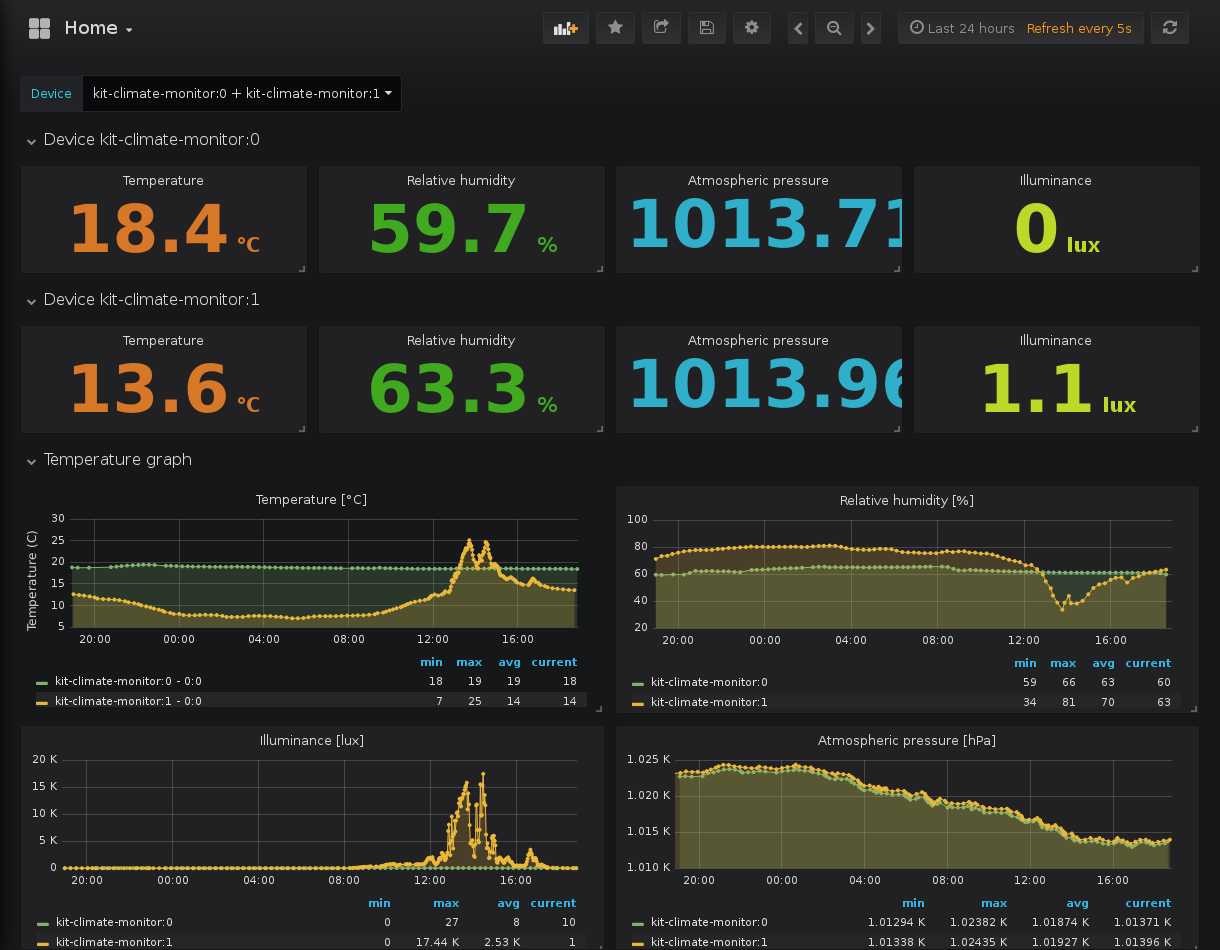 Home
Last 24 hours Refresh every 5s
Device kit-climate-monitor:0 + kit-climate-monitor:1
Device kit-climate-monitor:0
Temperature Relative humidity Atmospheric pressure Illuminance
18.4 °C 59.7 % 1013.71 0 lux
Device kit-climate-monitor:1
Temperature Relative humidity Atmospheric pressure Illuminance
13.6 °C 63.3 % 1013.96 1.1 lux
Temperature graph
Temperature [°C]
Temperature (C)
30
25
20
15
10
5
20:00 00:00 04:00 08:00 12:00 16:00
min max avg current
kit-climate-monitor:0 - 0:0 18 19 19 18
kit-climate-monitor:1 - 0:0 7 25 14 14
Relative humidity [%]
100
80
60
40
20
20:00 00:00 04:00 08:00 12:00 16:00
min max avg current
kit-climate-monitor:0 59 66 63 60
kit-climate-monitor:1 34 81 70 63
Illuminance [lux]
20 K
15 K
10 K
5 K
0
20:00 00:00 04:00 08:00 12:00 16:00
min max avg current
kit-climate-monitor:0 0 27 8 10
kit-climate-monitor:1 0 17.44 K 2.53 K 1
Atmospheric pressure [hPa]
1.025 K
1.020 K
1.015 K
1.010 K
20:00 00:00 04:00 08:00 12:00 16:00
min max avg current
kit-climate-monitor:0 1.01294 K 1.02382 K 1.01874 K 1.01371 K
kit-climate-monitor:1 1.01338 K 1.02435 K 1.01927 K 1.01396 K